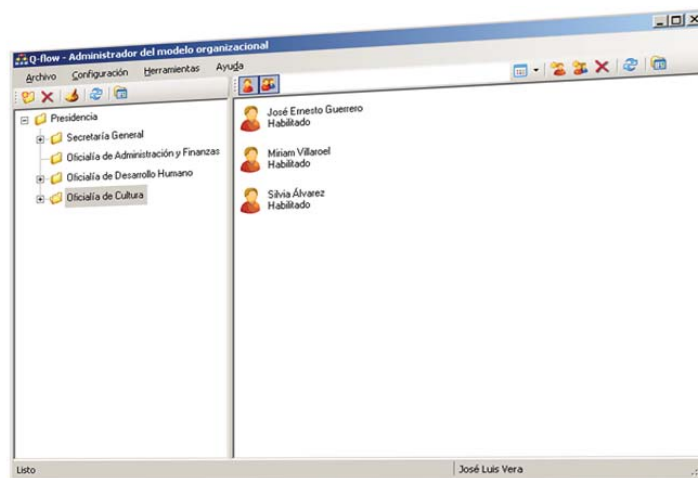 Q-flow - Administrador del modelo organizacional
Archivo Configuración Herramientas Ayuda
Presidencia
Secretaría General
Oficialía de Administración y Finanzas
Oficialía de Desarrollo Humano
Oficialía de Cultura
José Ernesto Guerrero
Habilitado
Miriam Villaroel
Habilitado
Silvia Álvarez
Habilitado
Listo
José Luis Vera